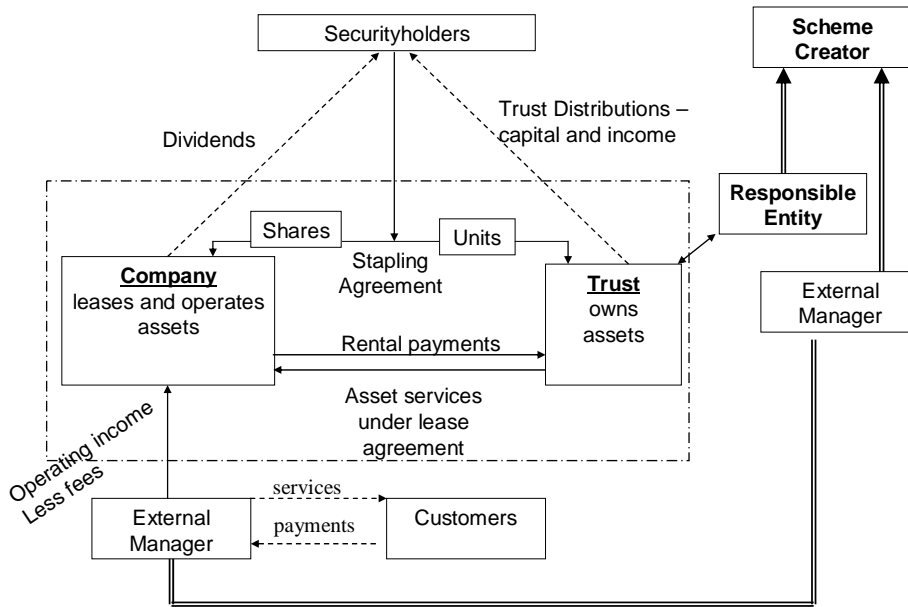 Securityholders
Scheme
Creator
Trust Distributions –
capital and income
Dividends
Responsible
Entity
Shares
Units
Stapling
Agreement
Company
leases and operates
assets
Trust
owns
assets
External
Manager
Rental payments
Asset services
under lease
agreement
Operating income
Less fees
services
payments
External
Manager
Customers